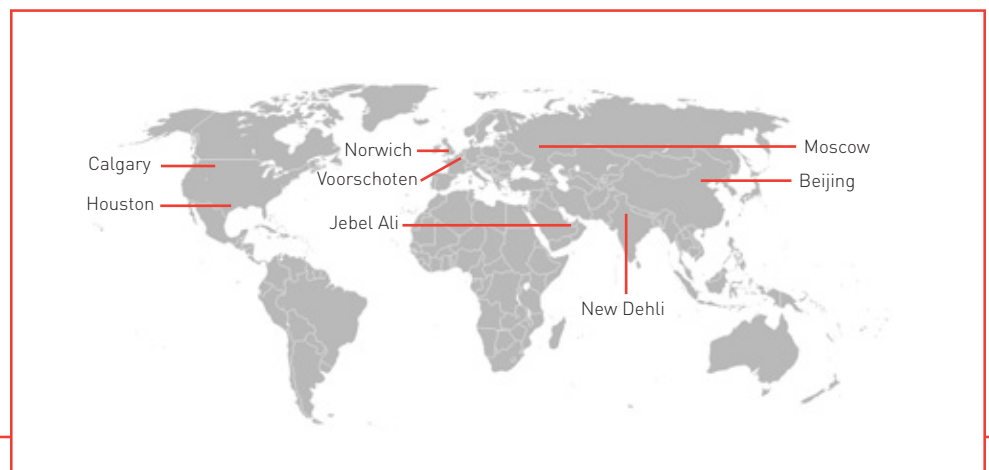 Norwich
Moscow
Calgary
Voorschoten
Beijing
Houston
Jebel Ali
New Dehli